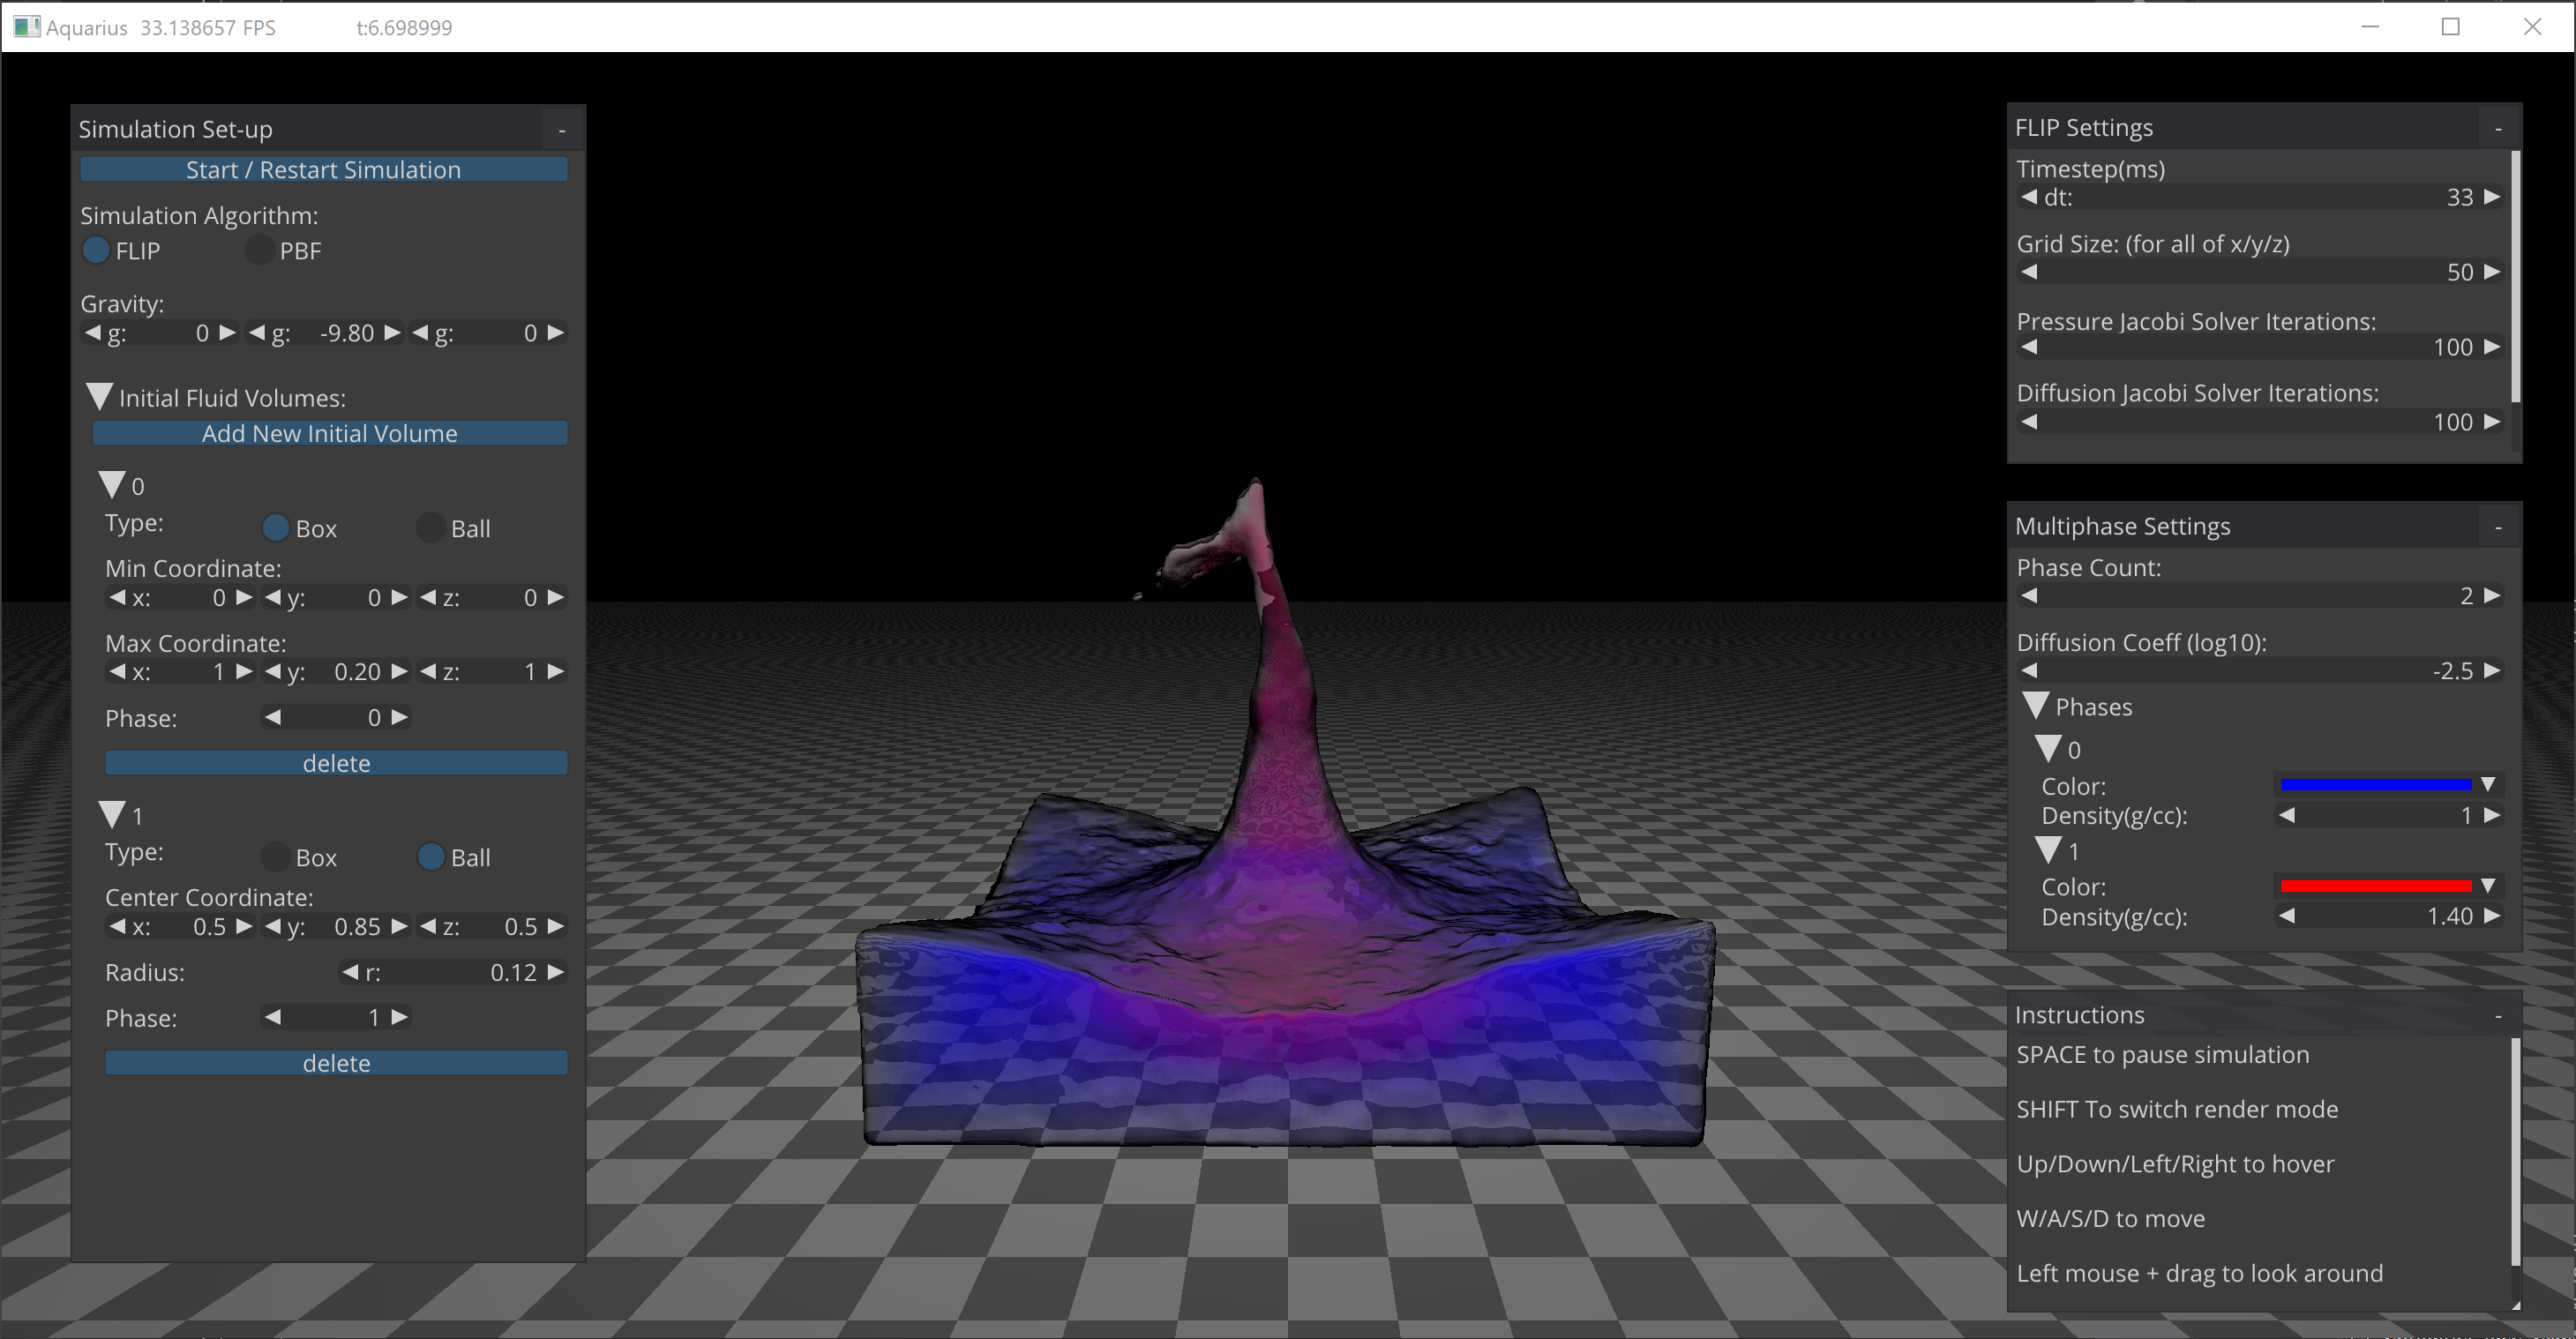 Aquarius 33.138657 FPS t:6.698999
Simulation Set-up -
Start / Restart Simulation
Simulation Algorithm:
FLIP PBF
Gravity:
g: 0 g: -9.80 g: 0
Initial Fluid Volumes:
Add New Initial Volume
0
Type: Box Ball
Min Coordinate:
x: 0 y: 0 z: 0
Max Coordinate:
x: 1 y: 0.20 z: 1
Phase: 0
delete
1
Type: Box Ball
Center Coordinate:
x: 0.5 y: 0.85 z: 0.5
Radius: r: 0.12
Phase: 1
delete
FLIP Settings -
Timestep(ms)
dt: 33
Grid Size: (for all of x/y/z)
50
Pressure Jacobi Solver Iterations:
100
Diffusion Jacobi Solver Iterations:
100
Multiphase Settings -
Phase Count:
2
Diffusion Coeff (log10):
-2.5
Phases
0
Color:
Density(g/cc): 1
1
Color:
Density(g/cc): 1.40
Instructions -
SPACE to pause simulation
SHIFT To switch render mode
Up/Down/Left/Right to hover
W/A/S/D to move
Left mouse + drag to look around